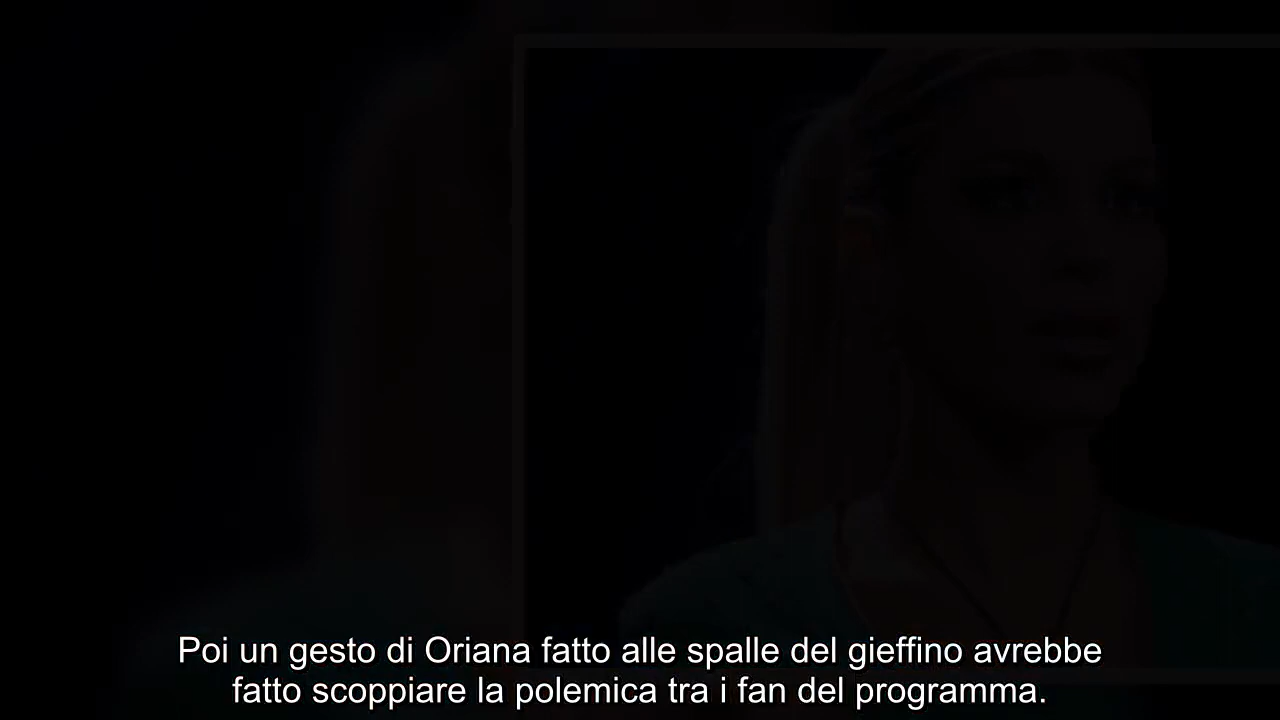 Poi un gesto di Oriana fatto alle spalle del gieffino avrebbe
fatto scoppiare la polemica tra i fan del programma.